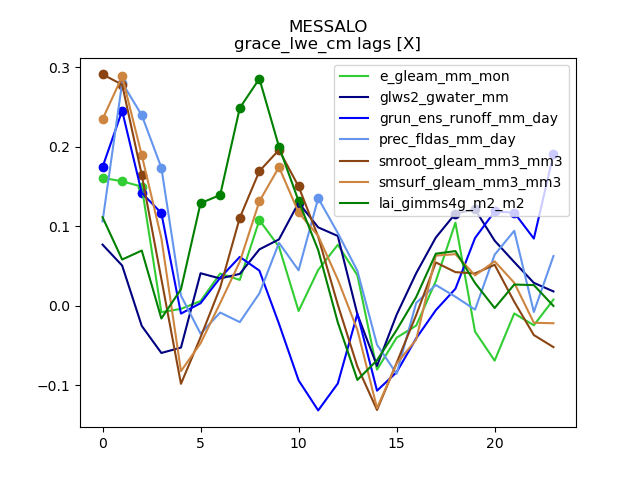 MESSALO
grace_lwe_cm lags [X]
0.3
0.2
0.1
0.0
−0.1
0
5
10
15
20
e_gleam_mm_mon
glws2_gwater_mm
grun_ens_runoff_mm_day
prec_fldas_mm_day
smroot_gleam_mm3_mm3
smsurf_gleam_mm3_mm3
lai_gimms4g_m2_m2